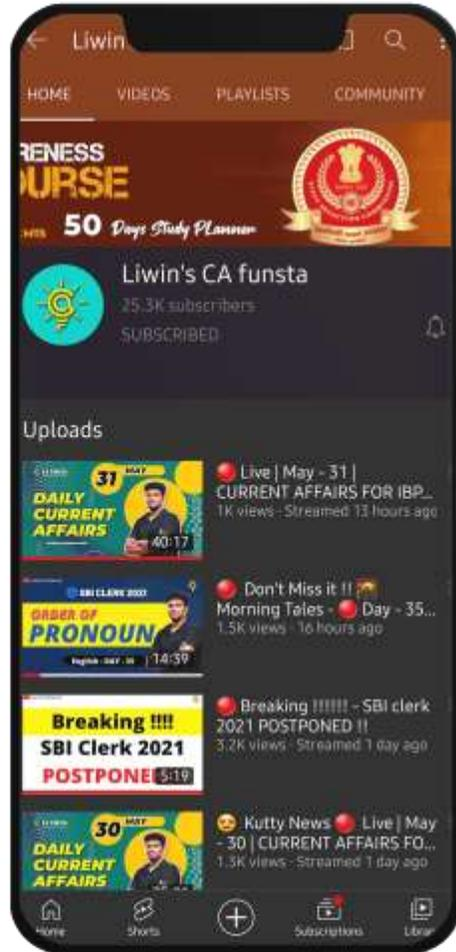 Liwin
HOME VIDEOS PLAYLISTS COMMUNITY
RENESS
URSE
HTS 50 Days Study Planner
Liwin's CA funsta
25.3K subscribers
SUBSCRIBED
Uploads
31 MAY
DAILY
CURRENT
AFFAIRS
40:17
🔴 Live | May - 31 |
CURRENT AFFAIRS FOR IBP...
1K views · Streamed 13 hours ago
SBI CLERK 2021
ORDER OF
PRONOUN
English - DAY - 35
14:39
🔴 Don't Miss it !! 🌄
Morning Tales - 🔴 Day - 35...
1.5K views · 16 hours ago
Breaking !!!!
SBI Clerk 2021
POSTPONE
5:19
🔴 Breaking !!!!!! - SBI clerk
2021 POSTPONED !!
3.2K views · Streamed 1 day ago
30 MAY
DAILY
CURRENT
AFFAIRS
Kutty News 🔴 Live | May
- 30 | CURRENT AFFAIRS FO...
1.3K views · Streamed 1 day ago
Home Shorts Subscriptions Librar